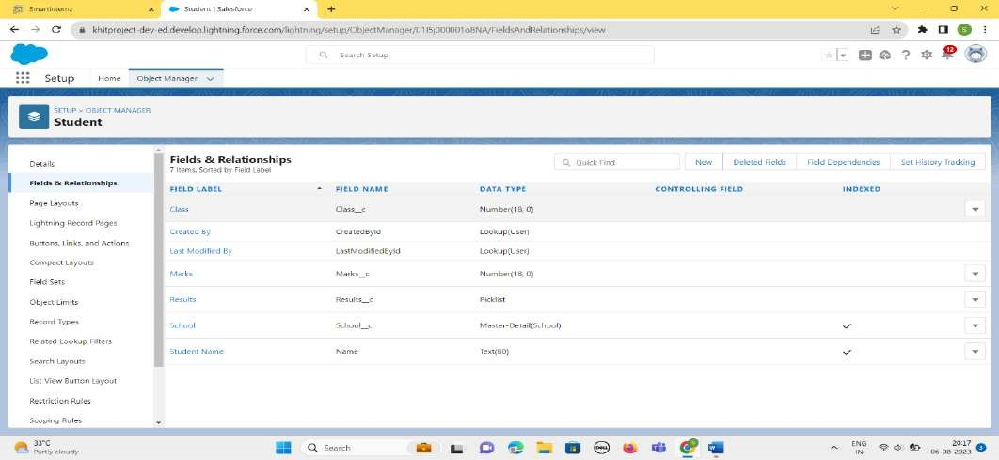 Smartinternz
Student | Salesforce
khitproject-dev-ed.develop.lightning.force.com/lightning/setup/ObjectManager/01I5j000001o8NA/FieldsAndRelationships/view
S
Search Setup
12
Setup
Home
Object Manager
SETUP > OBJECT MANAGER
Student
Details
Fields & Relationships
Page Layouts
Lightning Record Pages
Buttons, Links, and Actions
Compact Layouts
Field Sets
Object Limits
Record Types
Related Lookup Filters
Search Layouts
List View Button Layout
Restriction Rules
Scoping Rules
Fields & Relationships
7 Items, Sorted by Field Label
Quick Find
New
Deleted Fields
Field Dependencies
Set History Tracking
FIELD LABEL FIELD NAME DATA TYPE CONTROLLING FIELD INDEXED
Class Class__c Number(18, 0)
Created By CreatedById Lookup(User)
Last Modified By LastModifiedById Lookup(User)
Marks Marks__c Number(18, 0)
Results Results__c Picklist
School School__c Master-Detail(School)
Student Name Name Text(80)
33°C
Partly cloudy
Search
DELL
ENG
IN
20:17
06-08-2023
3